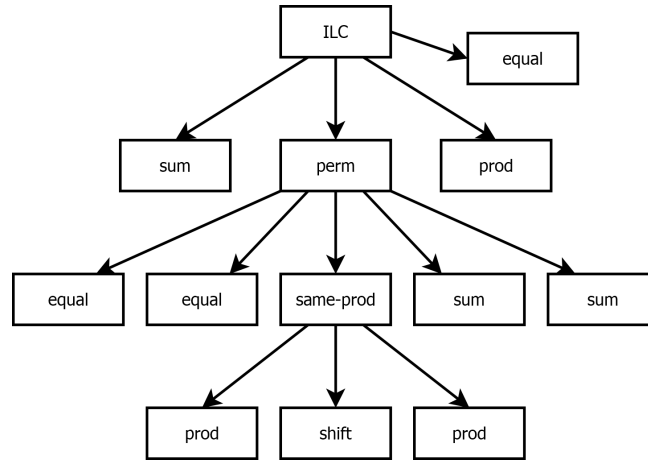 ILC
equal
sum
perm
prod
equal
equal
same-prod
sum
sum
prod
shift
prod